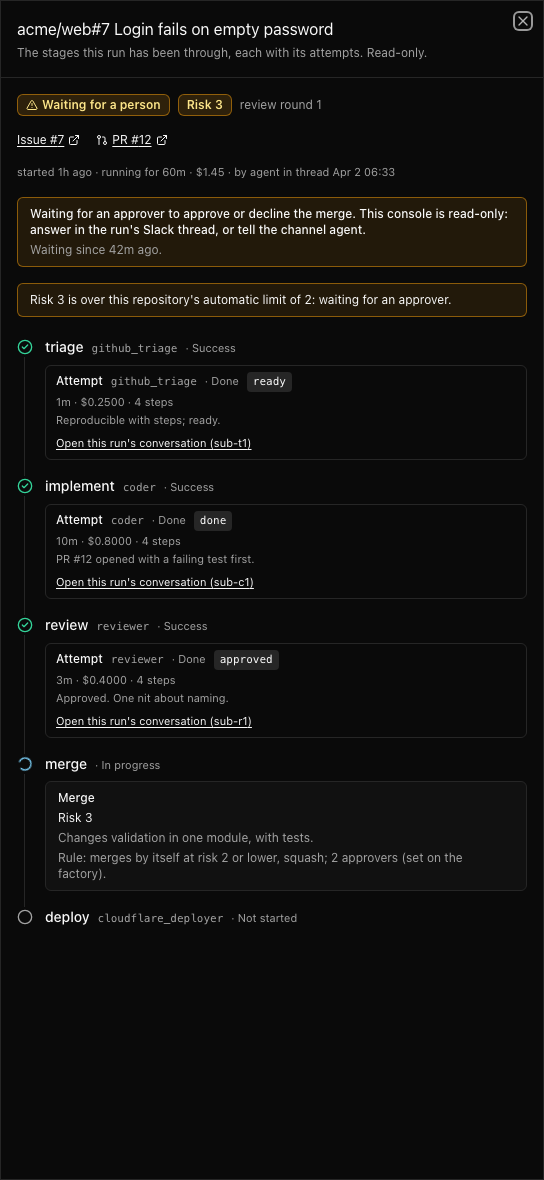 acme/web#7 Login fails on empty password
The stages this run has been through, each with its attempts. Read-only.
Waiting for a person
Risk 3
review round 1
Issue #7
PR #12
started 1h ago · running for 60m · $1.45 · by agent in thread Apr 2 06:33
Waiting for an approver to approve or decline the merge. This console is read-only:
answer in the run's Slack thread, or tell the channel agent.
Waiting since 42m ago.
Risk 3 is over this repository's automatic limit of 2: waiting for an approver.
triage github_triage · Success
Attempt github_triage · Done ready
1m · $0.2500 · 4 steps
Reproducible with steps; ready.
Open this run's conversation (sub-t1)
implement coder · Success
Attempt coder · Done done
10m · $0.8000 · 4 steps
PR #12 opened with a failing test first.
Open this run's conversation (sub-c1)
review reviewer · Success
Attempt reviewer · Done approved
3m · $0.4000 · 4 steps
Approved. One nit about naming.
Open this run's conversation (sub-r1)
merge · In progress
Merge
Risk 3
Changes validation in one module, with tests.
Rule: merges by itself at risk 2 or lower, squash; 2 approvers (set on the
factory).
deploy cloudflare_deployer · Not started